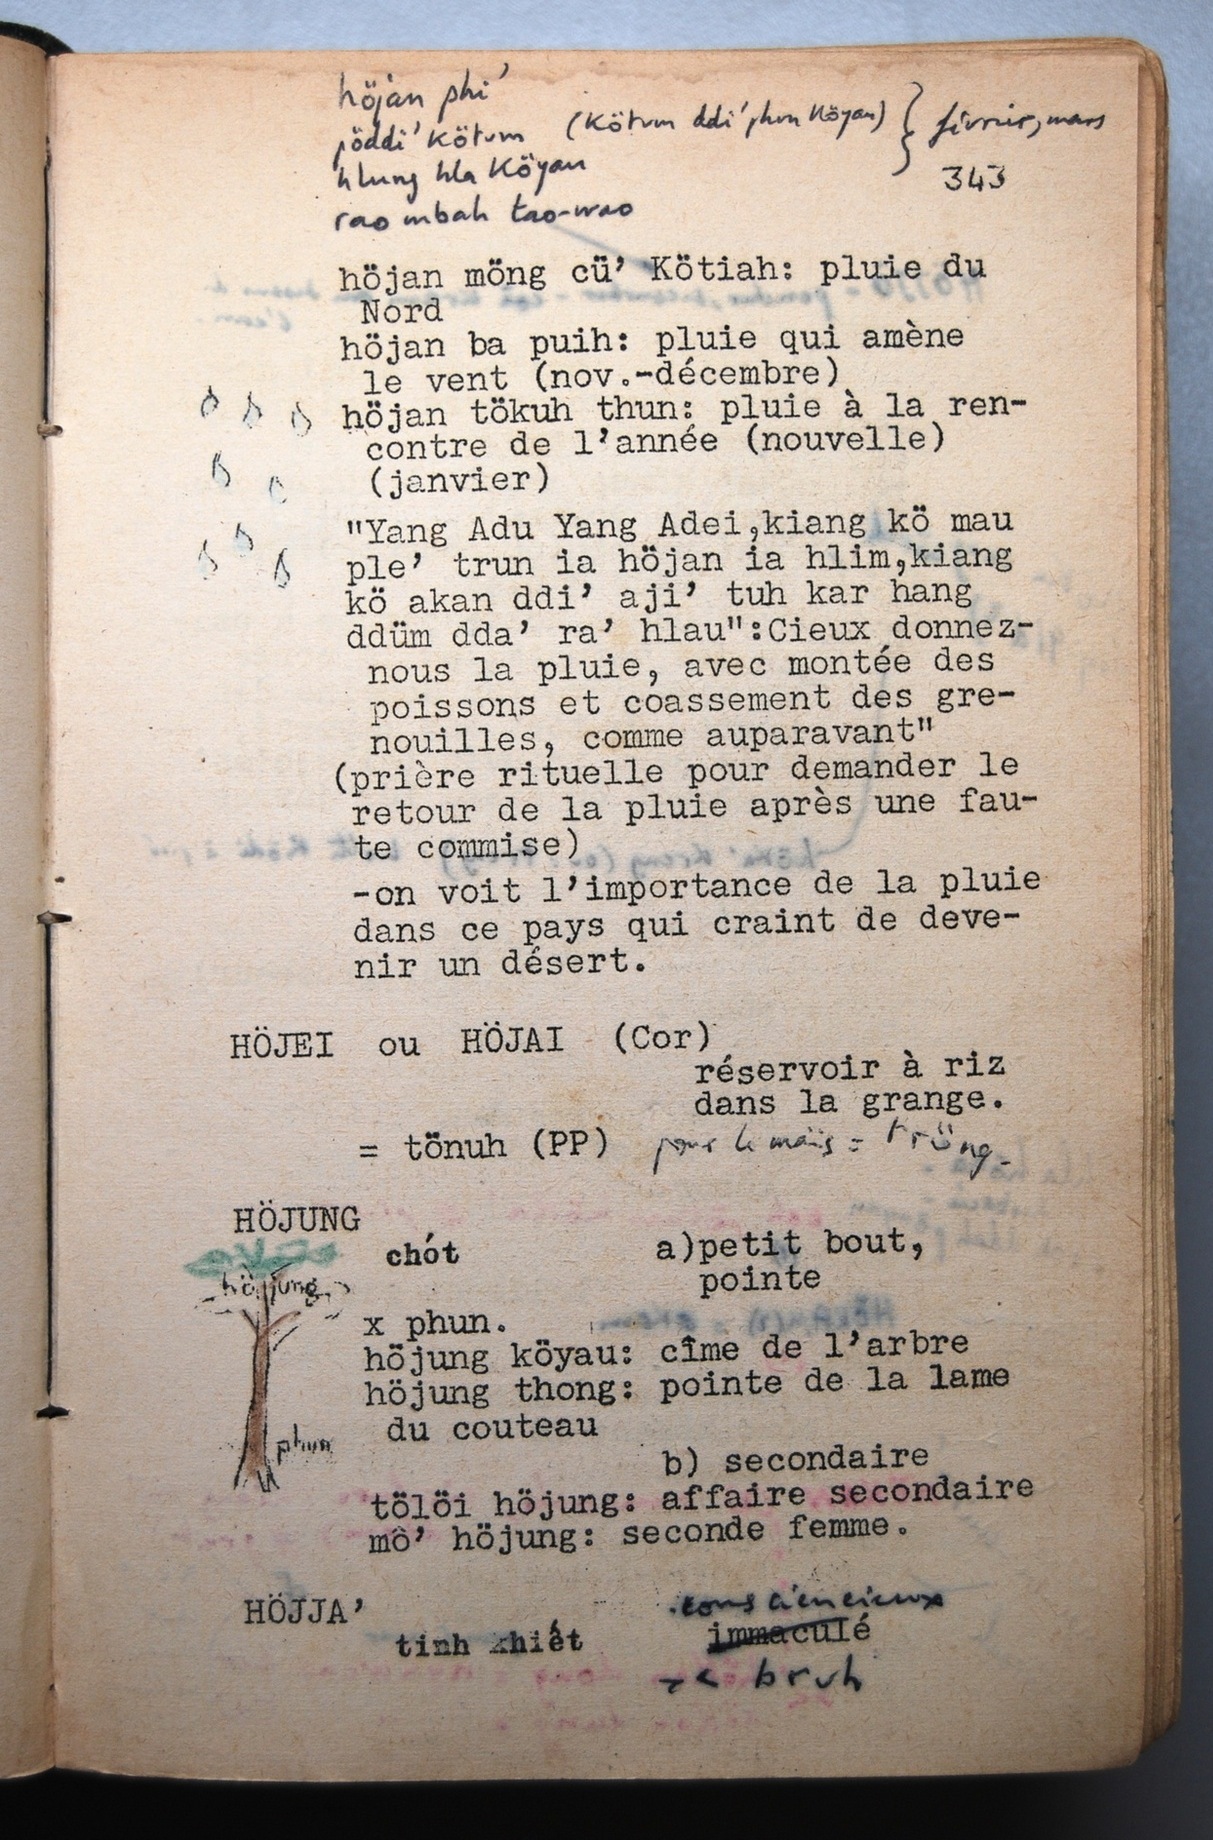 höjan phi'
pöddi' Kötum (Kötum ddi' phun Köyau) } février, mars
hlung hla Köyau
343
rao mbah tao-wao
höjan möng cü' Kötiah: pluie du
Nord
höjan ba puih: pluie qui amène
le vent (nov.-décembre)
höjan tökuh thun: pluie à la ren-
contre de l'année (nouvelle)
(janvier)
"Yang Adu Yang Adei,kiang kö mau
ple' trun ia höjan ia hlim,kiang
kö akan ddi' aji' tuh kar hang
ddüm dda' ra' hlau":Cieux donnez-
nous la pluie, avec montée des
poissons et coassement des gre-
nouilles, comme auparavant"
(prière rituelle pour demander le
retour de la pluie après une fau-
te commise)
-on voit l'importance de la pluie
dans ce pays qui craint de deve-
nir un désert.
HÖJEI ou HÖJAI (Cor)
réservoir à riz
dans la grange.
= tönuh (PP) pour le maïs = tröng-
HÖJUNG
chót a)petit bout,
pointe
höjung
x phun.
höjung köyau: cîme de l'arbre
höjung thong: pointe de la lame
du couteau
phun
b) secondaire
tölöi höjung: affaire secondaire
mô' höjung: seconde femme.
HÖJJA' consciencieux
tinh khiết immaculé
>< bruh